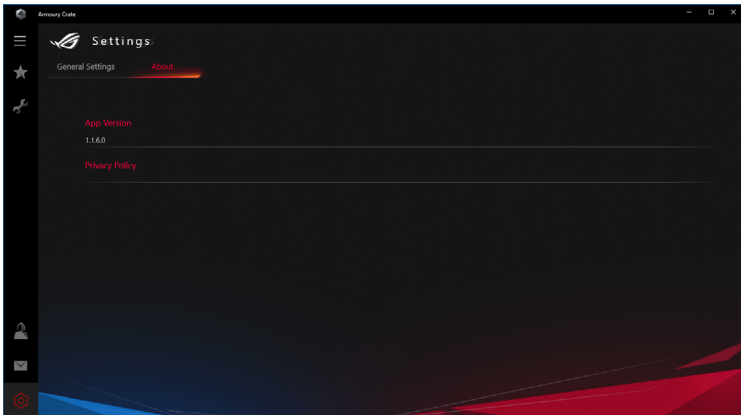 Armoury Crate
Settings
General Settings
About
App Version
1.1.6.0
Privacy Policy